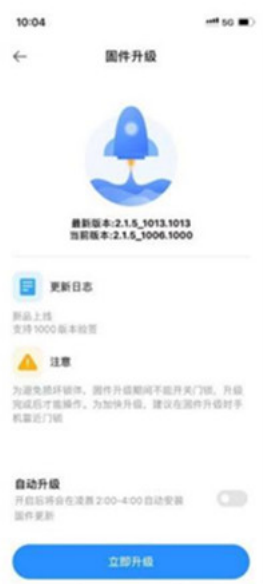 10:04
5G
固件升级
最新版本:2.1.5_1013.1013
当前版本:2.1.5_1006.1000
更新日志
新品上线
支持1000版本验签
注意
为避免损坏锁体，固件升级期间不能开关门锁，升级
完成后才能操作。为加快升级，建议在固件升级时手
机靠近门锁
自动升级
开启后将会在凌晨2:00-4:00自动安装
固件更新
立即升级